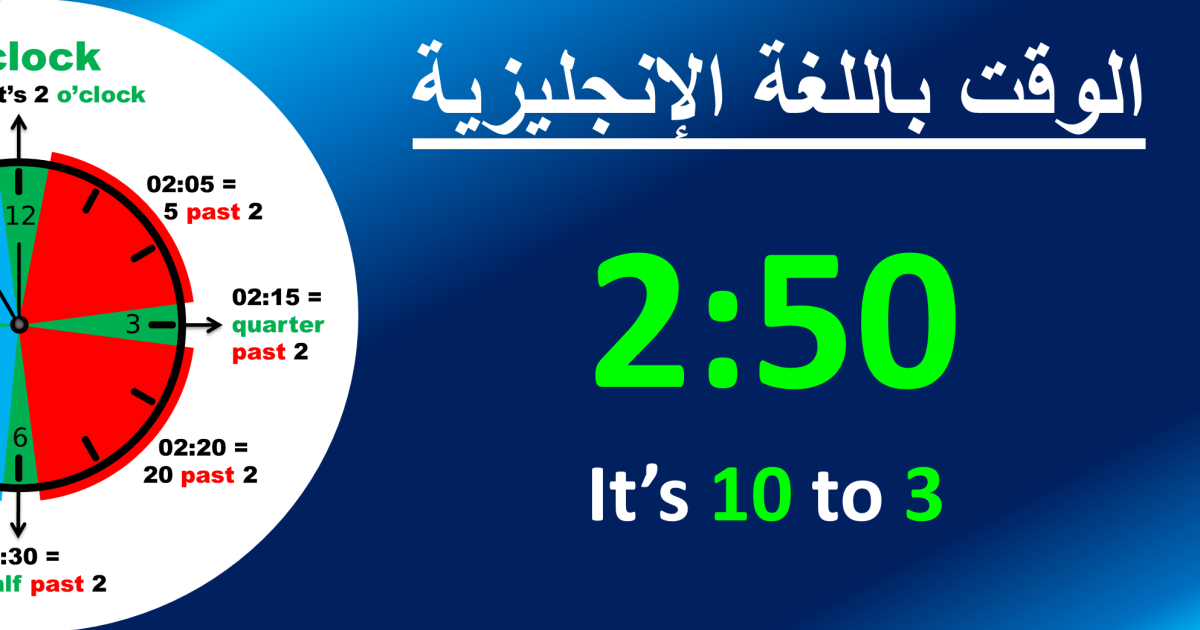 clock
t's 2 o'clock
12
02:05 =
5 past 2
3
02:15 =
quarter
past 2
6
02:20 =
20 past 2
:30 =
alf past 2
الوقت باللغة الإنجليزية
2:50
It's 10 to 3